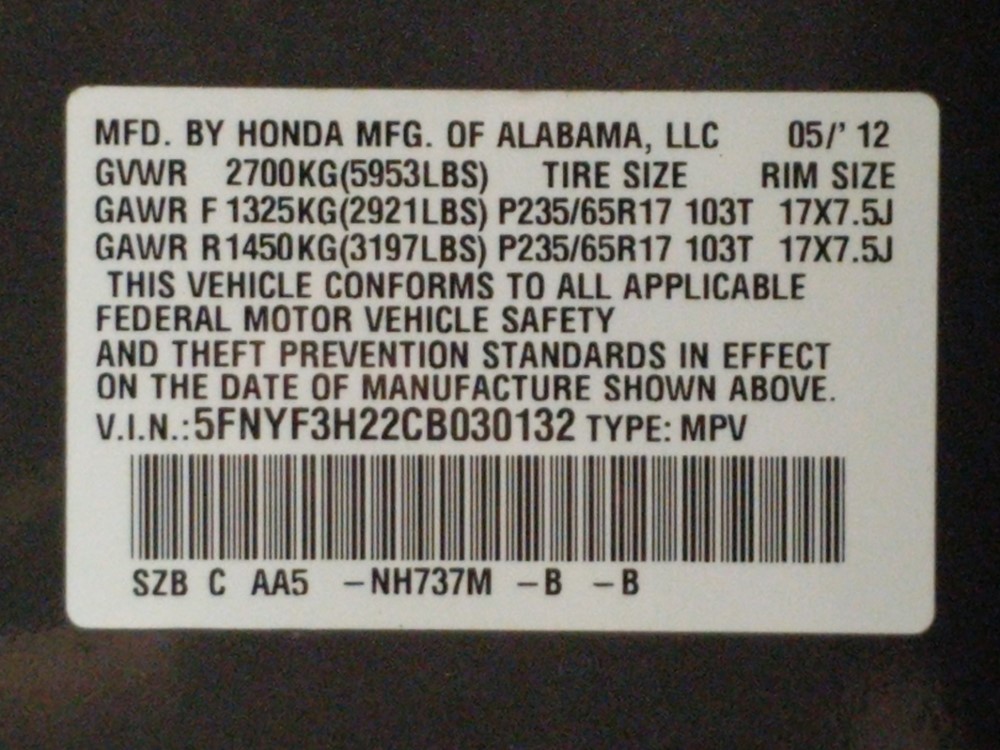 MFD. BY HONDA MFG. OF ALABAMA, LLC 05/' 12
GVWR 2700KG(5953LBS) TIRE SIZE RIM SIZE
GAWR F 1325KG(2921LBS) P235/65R17 103T 17X7.5J
GAWR R 1450KG(3197LBS) P235/65R17 103T 17X7.5J
THIS VEHICLE CONFORMS TO ALL APPLICABLE
FEDERAL MOTOR VEHICLE SAFETY
AND THEFT PREVENTION STANDARDS IN EFFECT
ON THE DATE OF MANUFACTURE SHOWN ABOVE.
V.I.N.:5FNYF3H22CB030132 TYPE: MPV
SZB C AA5 -NH737M -B -B